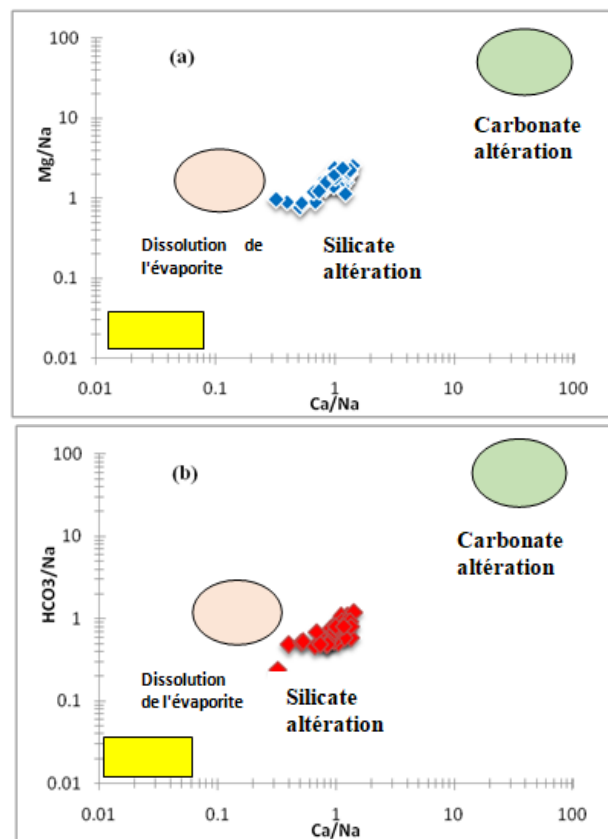 (a)
100
10
1
0.1
0.01
Mg/Na
Carbonate
altération
Dissolution de
l'évaporite
Silicate
altération
0.01
0.1
1
10
100
Ca/Na
(b)
100
10
1
0.1
0.01
HCO3/Na
Carbonate
altération
Dissolution
de l'évaporite
Silicate
altération
0.01
0.1
1
10
100
Ca/Na